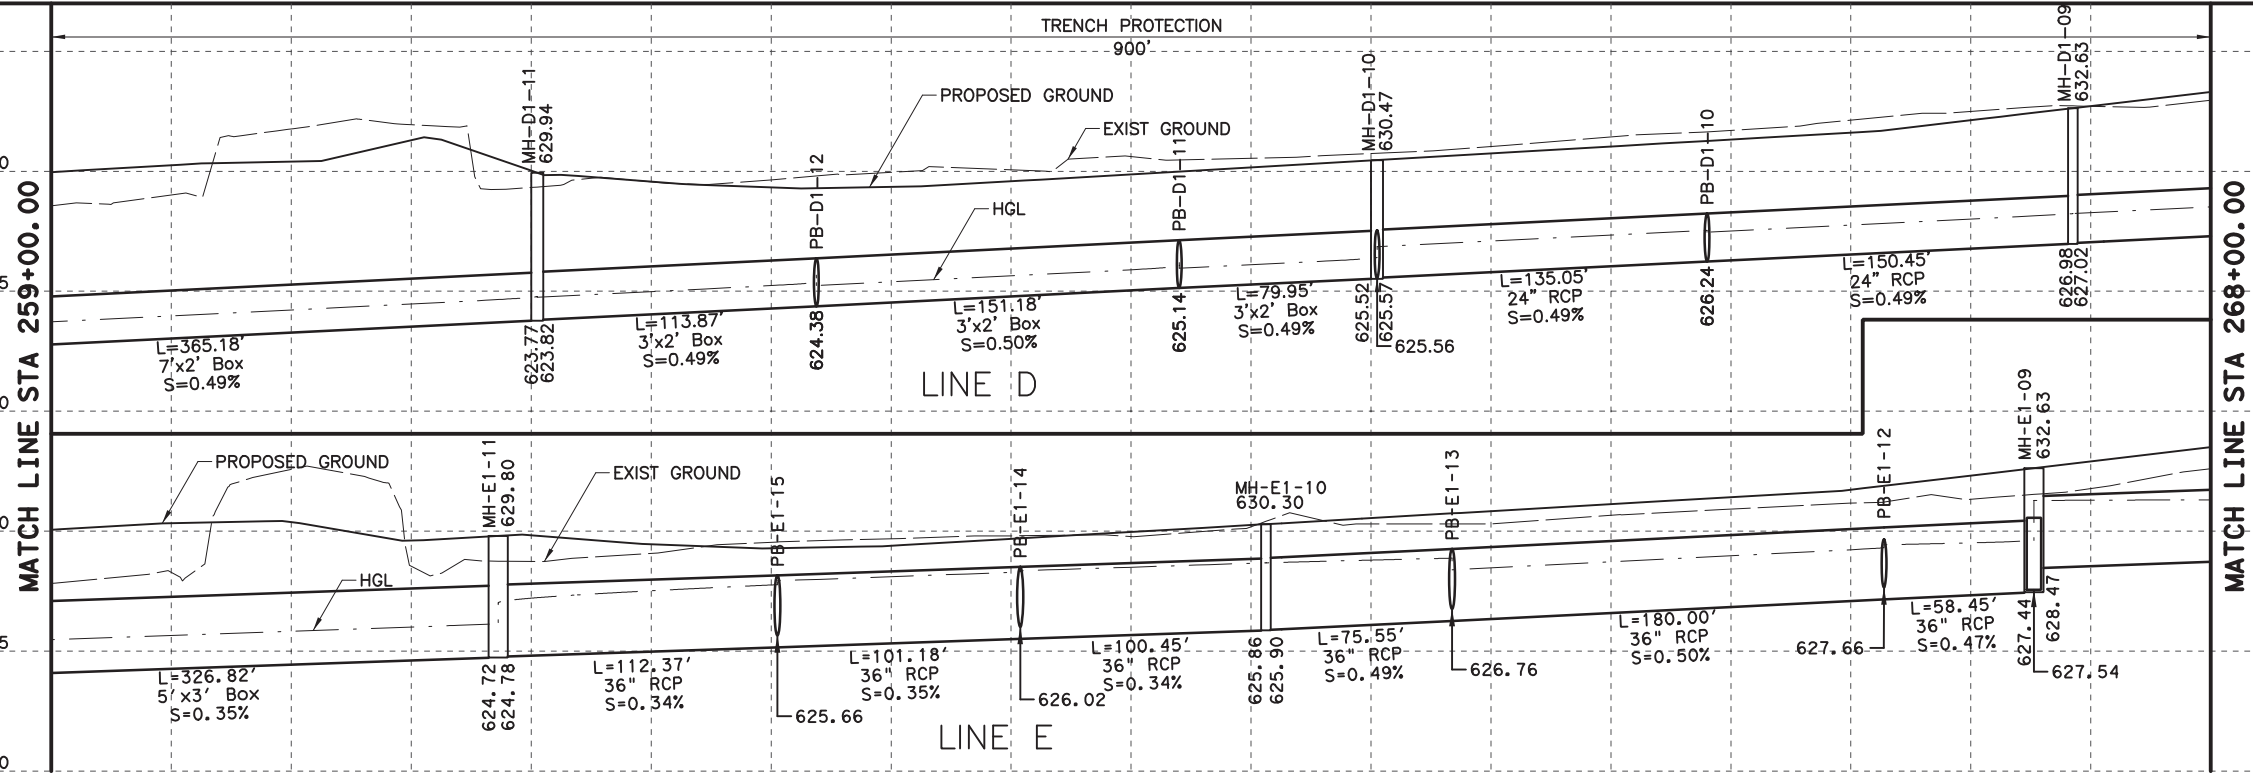 TRENCH PROTECTION
900'
MATCH LINE STA 259+00.00
MATCH LINE STA 268+00.00
0
5
0
0
5
0
MH-D1-11
629.94
PROPOSED GROUND
EXIST GROUND
HGL
PB-D1-12
PB-D1-11
MH-D1-10
630.47
PB-D1-10
MH-D1-09
632.63
L=365.18'
7'x2' Box
S=0.49%
623.77
623.82
L=113.87'
3'x2' Box
S=0.49%
624.38
L=151.18'
3'x2' Box
S=0.50%
625.14
L=79.95'
3'x2' Box
S=0.49%
625.52
625.57
625.56
L=135.05'
24" RCP
S=0.49%
626.24
L=150.45'
24" RCP
S=0.49%
626.98
627.02
LINE D
PROPOSED GROUND
HGL
MH-E1-11
629.80
EXIST GROUND
PB-E1-15
PB-E1-14
MH-E1-10
630.30
PB-E1-13
PB-E1-12
MH-E1-09
632.63
L=326.82'
5'x3' Box
S=0.35%
624.72
624.78
L=112.37'
36" RCP
S=0.34%
625.66
L=101.18'
36" RCP
S=0.35%
626.02
L=100.45'
36" RCP
S=0.34%
625.86
625.90
L=75.55'
36" RCP
S=0.49%
626.76
L=180.00'
36" RCP
S=0.50%
627.66
L=58.45'
36" RCP
S=0.47%
627.44
628.47
627.54
LINE E